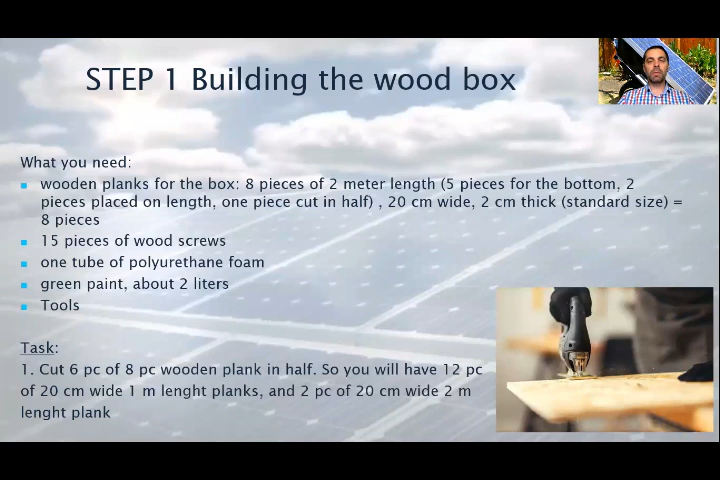 STEP 1 Building the wood box
What you need:
wooden planks for the box: 8 pieces of 2 meter length (5 pieces for the bottom, 2
pieces placed on length, one piece cut in half) , 20 cm wide, 2 cm thick (standard size) =
8 pieces
15 pieces of wood screws
one tube of polyurethane foam
green paint, about 2 liters
Tools
Task:
1. Cut 6 pc of 8 pc wooden plank in half. So you will have 12 pc
of 20 cm wide 1 m lenght planks, and 2 pc of 20 cm wide 2 m
lenght plank